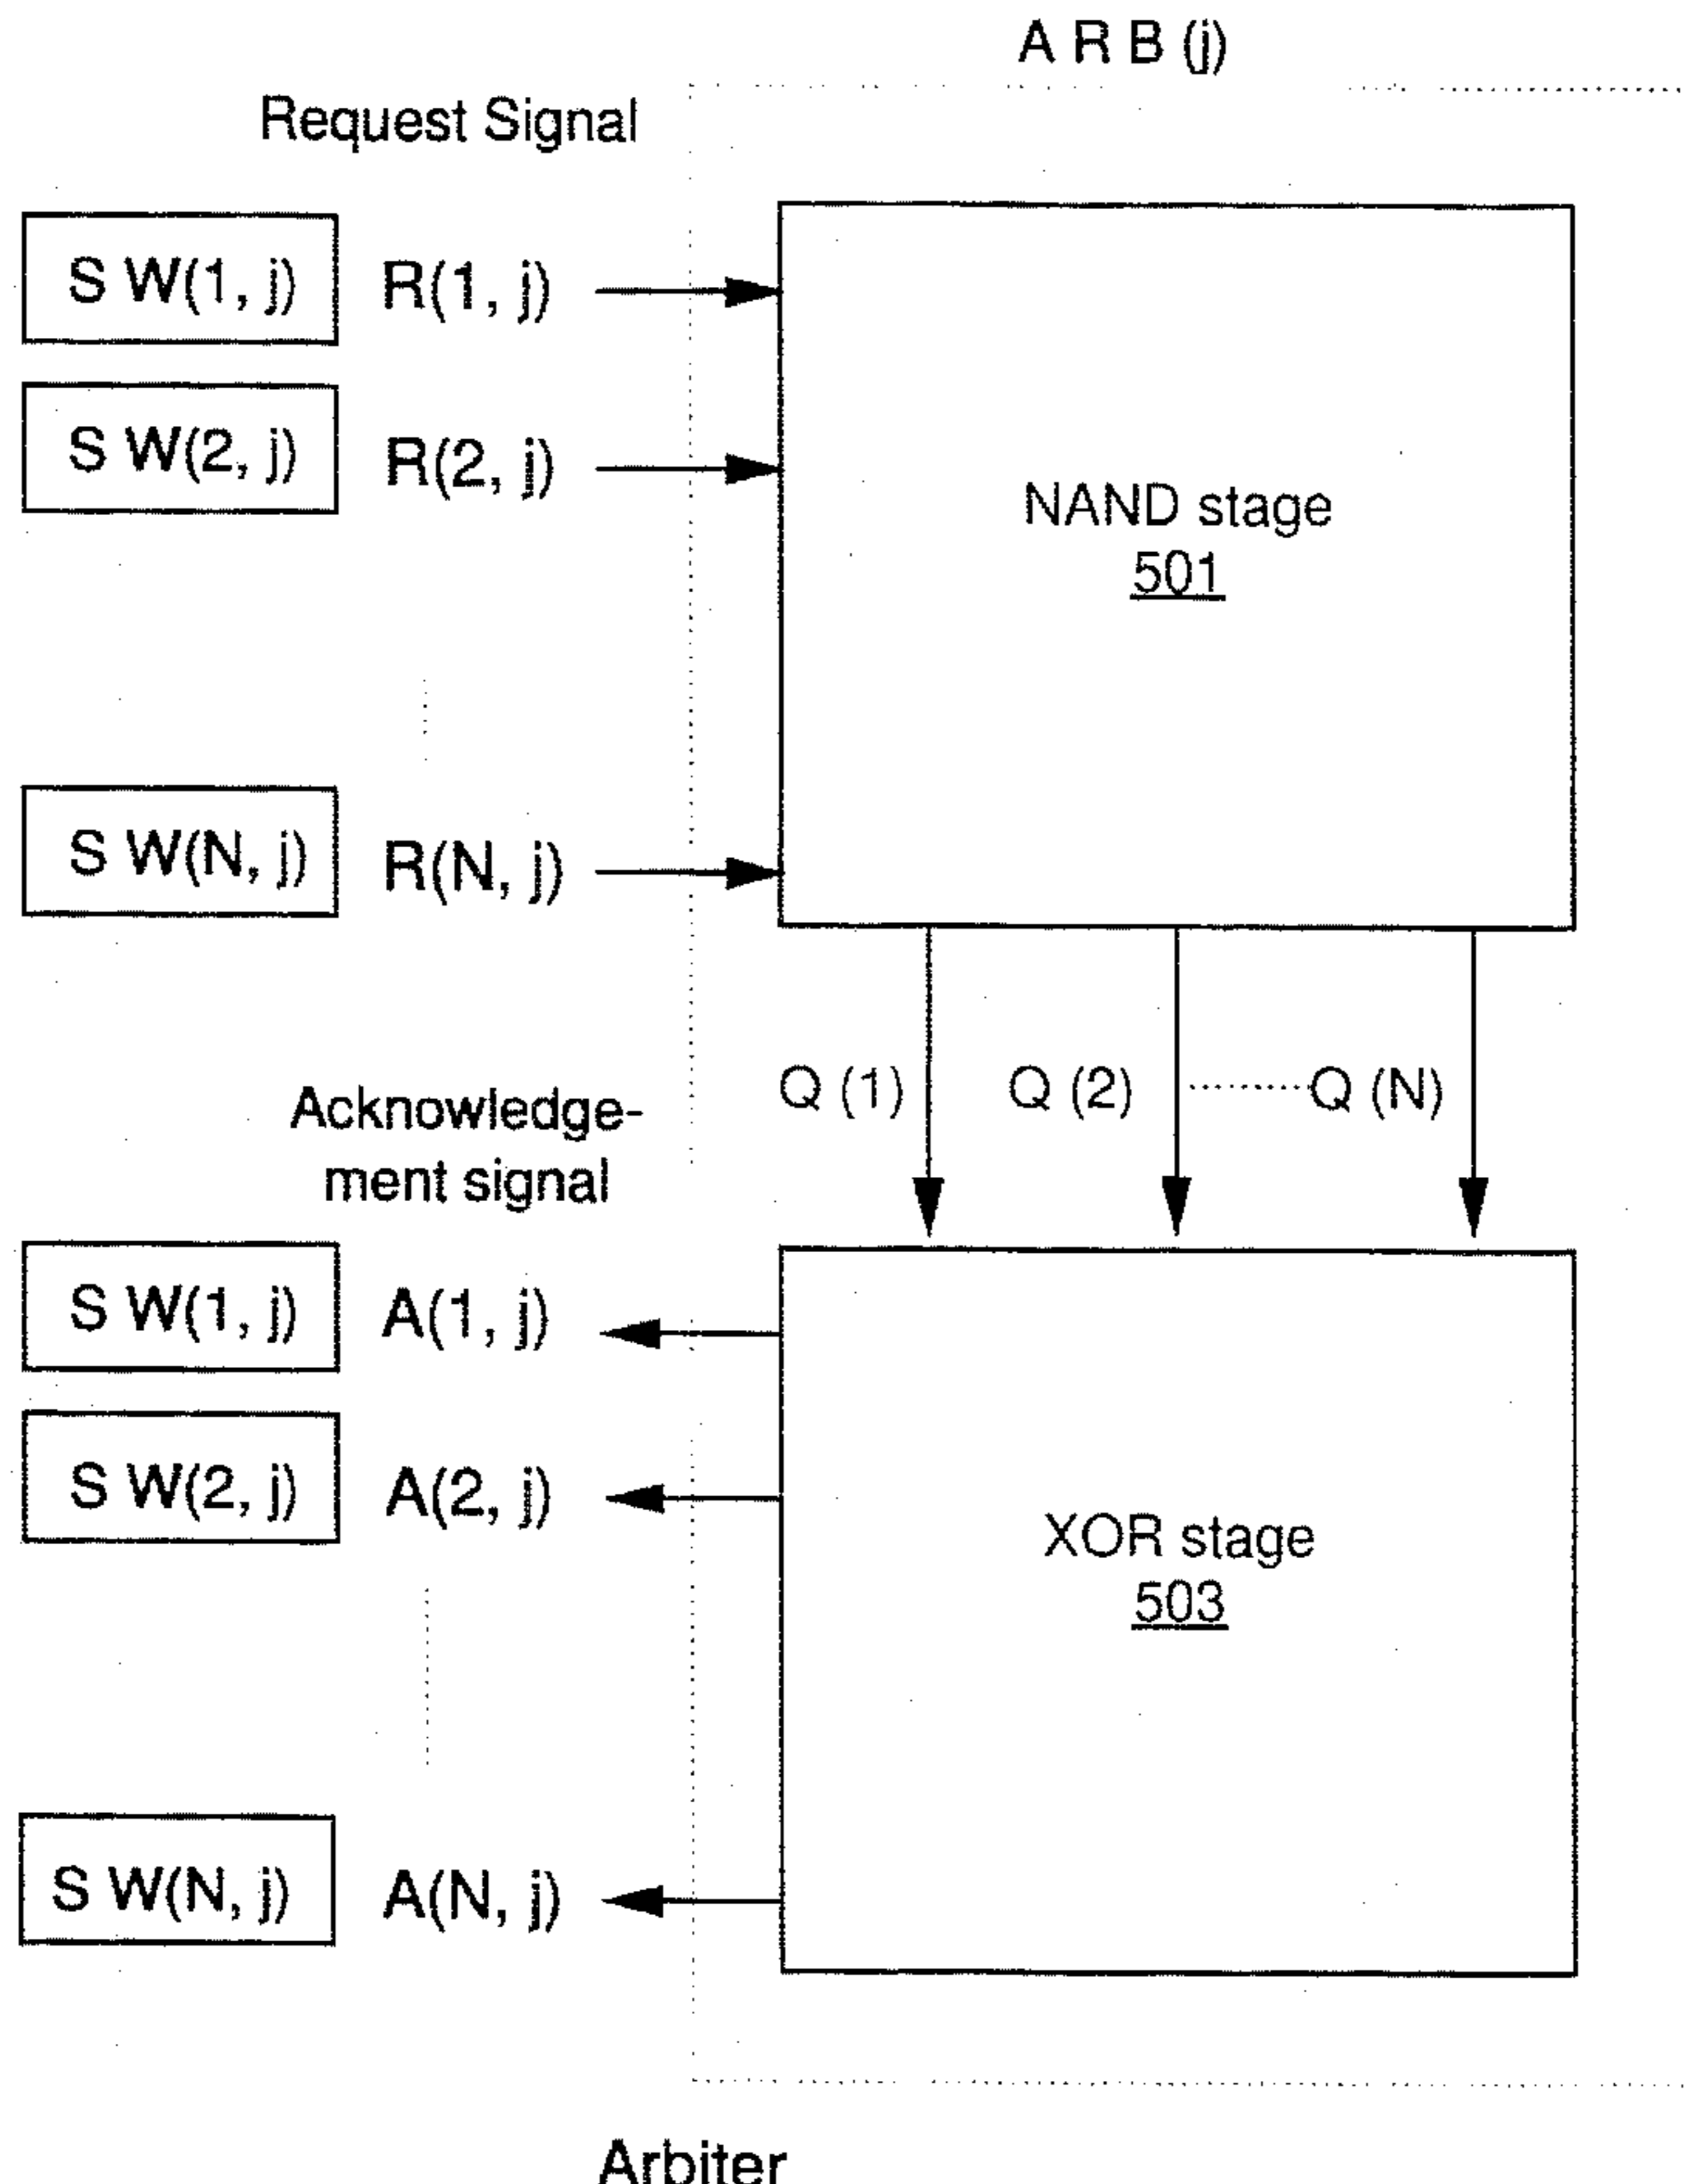 A R B (j)
Request Signal
S W(1, j) R(1, j)
S W(2, j) R(2, j)
NAND stage
501
S W(N, j) R(N, j)
Q (1) Q (2) Q (N)
Acknowledge-
ment signal
S W(1, j) A(1, j)
S W(2, j) A(2, j)
XOR stage
503
S W(N, j) A(N, j)
Arbiter